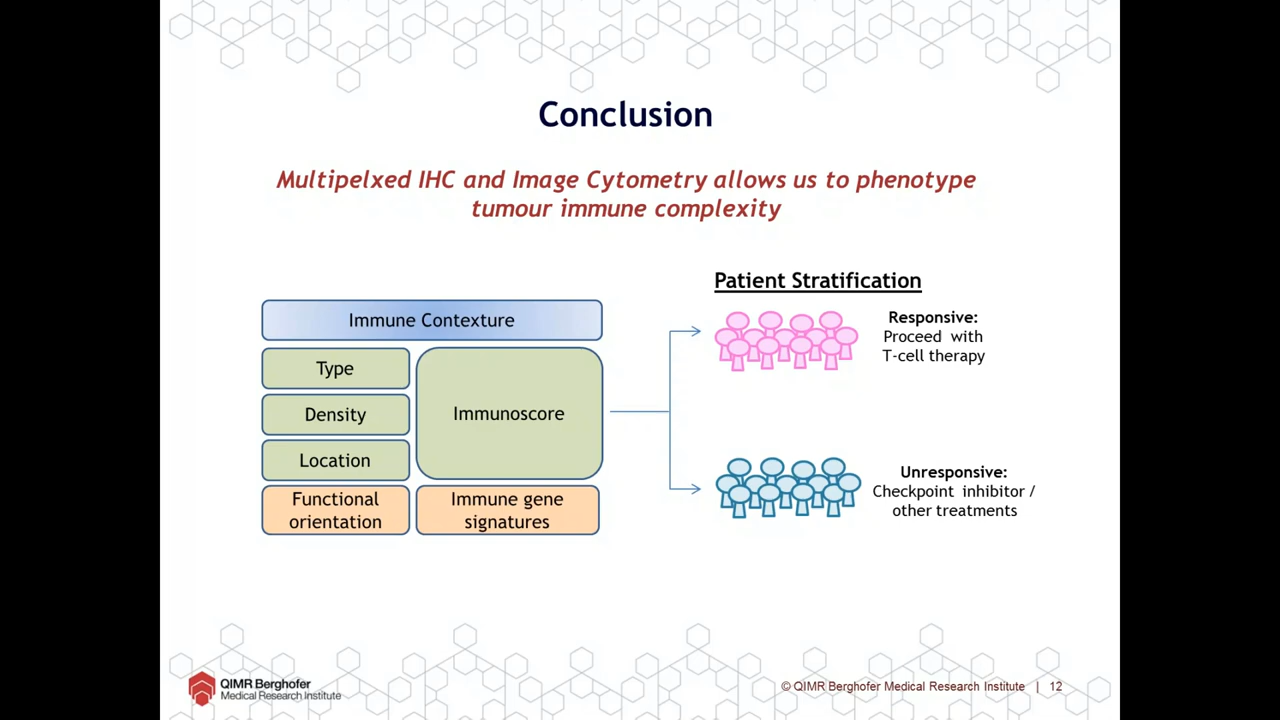 Conclusion
Multipelxed IHC and Image Cytometry allows us to phenotype
tumour immune complexity
Patient Stratification
Immune Contexture
Type
Density
Location
Immunoscore
Functional
orientation
Immune gene
signatures
Responsive:
Proceed with
T-cell therapy
Unresponsive:
Checkpoint inhibitor /
other treatments
QIMR Berghofer
Medical Research Institute
© QIMR Berghofer Medical Research Institute | 12